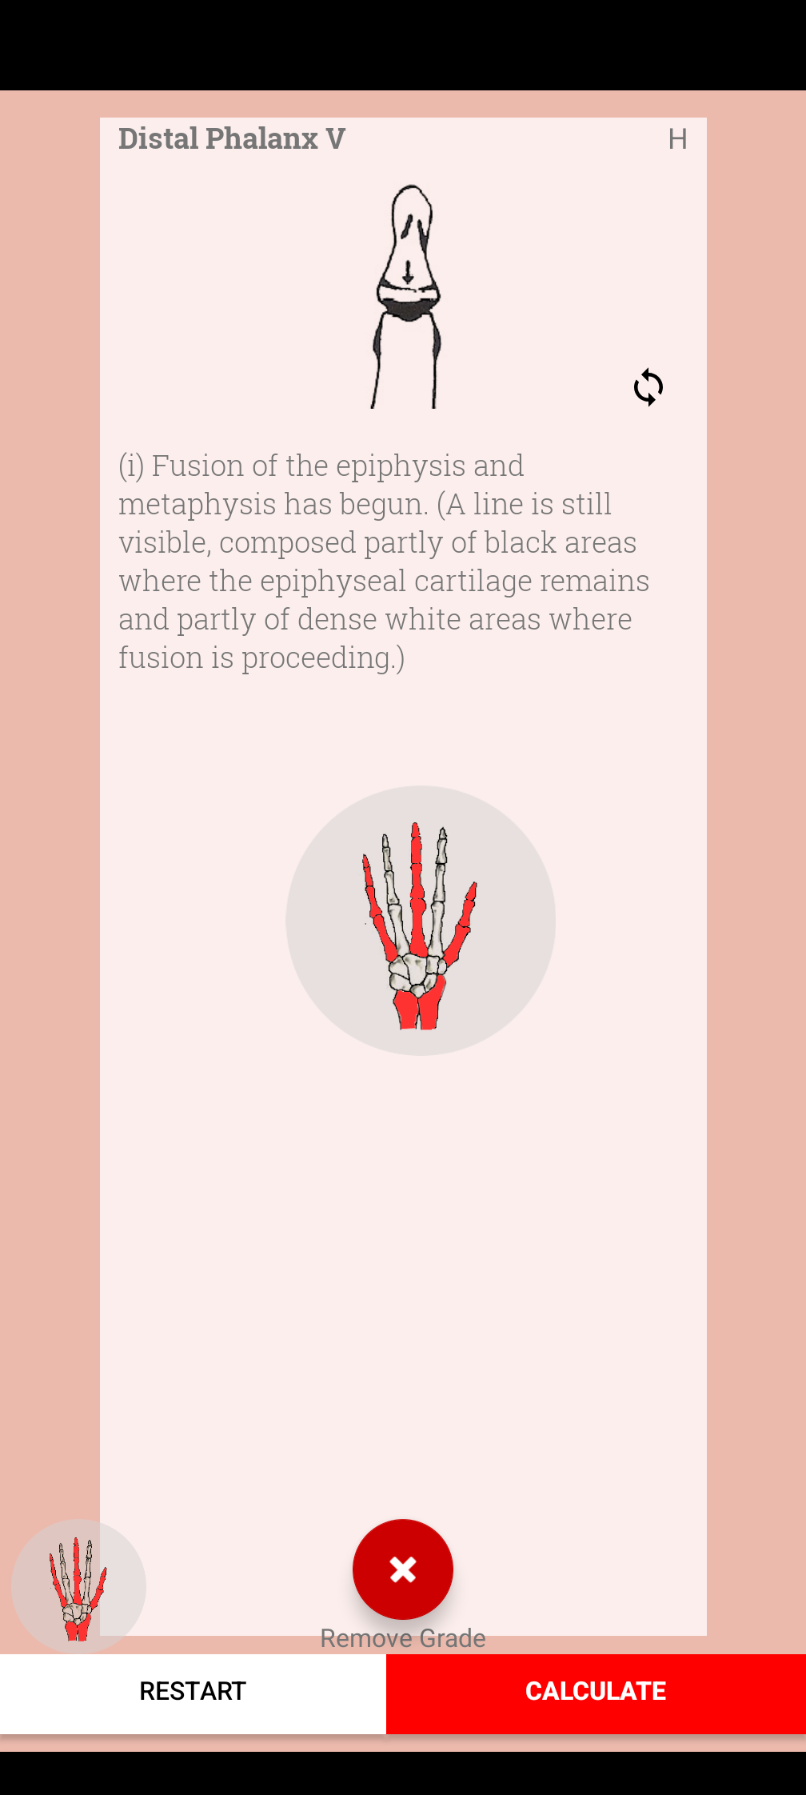 Distal Phalanx V
H
(i) Fusion of the epiphysis and
metaphysis has begun. (A line is still
visible, composed partly of black areas
where the epiphyseal cartilage remains
and partly of dense white areas where
fusion is proceeding.)
Remove Grade
RESTART
CALCULATE